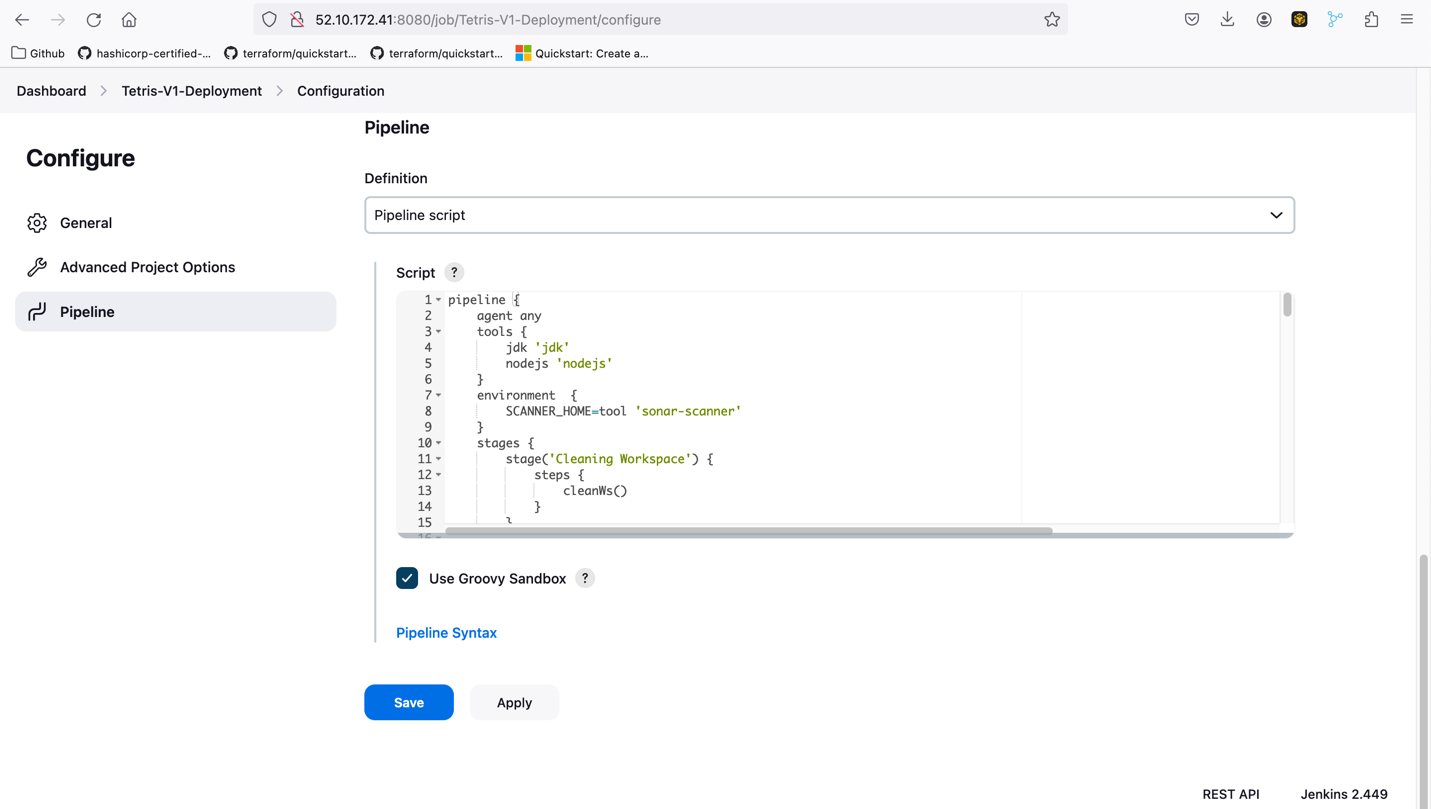 52.10.172.41:8080/job/Tetris-V1-Deployment/configure
Github hashicorp-certified-... terraform/quickstart... terraform/quickstart... Quickstart: Create a...
Dashboard Tetris-V1-Deployment Configuration
Configure
General
Advanced Project Options
Pipeline
Pipeline
Definition
Pipeline script
Script ?
1 pipeline {
2 agent any
3 tools {
4 jdk 'jdk'
5 nodejs 'nodejs'
6 }
7 environment {
8 SCANNER_HOME=tool 'sonar-scanner'
9 }
10 stages {
11 stage('Cleaning Workspace') {
12 steps {
13 cleanWs()
14 }
15 }
16
Use Groovy Sandbox ?
Pipeline Syntax
Save Apply
REST API Jenkins 2.449